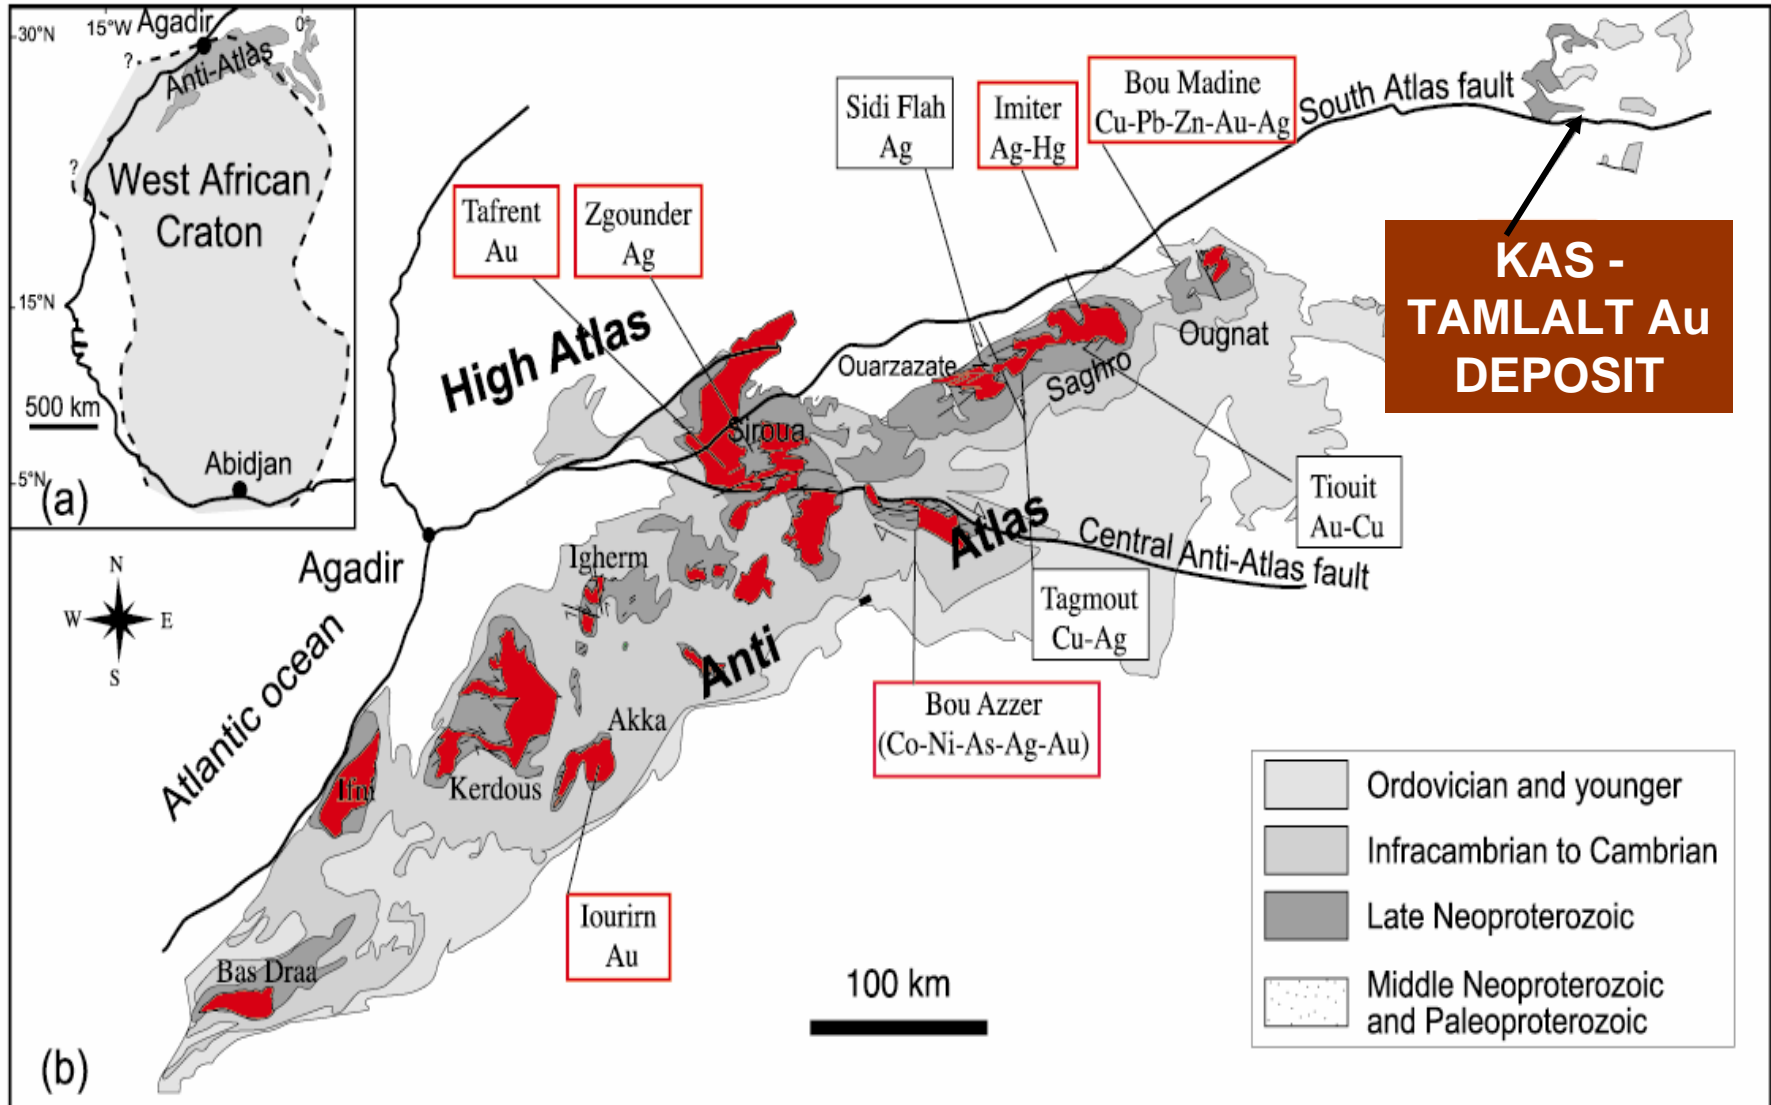 15°W
Agadir
0°
30°N
?
Anti-Atlas
?
West African
Craton
15°N
500 km
Abidjan
5°N
(a)
Sidi Flah
Ag
Imiter
Ag-Hg
Bou Madine
Cu-Pb-Zn-Au-Ag
South Atlas fault
Tafrent
Au
Zgounder
Ag
KAS -
TAMLALT Au
DEPOSIT
High Atlas
Ougnat
Ouarzazate
Saghro
Siroua
Tiouit
Au-Cu
Atlas
Central Anti-Atlas fault
Agadir
Igherm
N
W
E
S
Tagmout
Cu-Ag
Atlantic ocean
Anti
Akka
Bou Azzer
(Co-Ni-As-Ag-Au)
Ifni
Kerdous
Iourirn
Au
Bas Draa
100 km
Ordovician and younger
Infracambrian to Cambrian
Late Neoproterozoic
Middle Neoproterozoic
and Paleoproterozoic
(b)